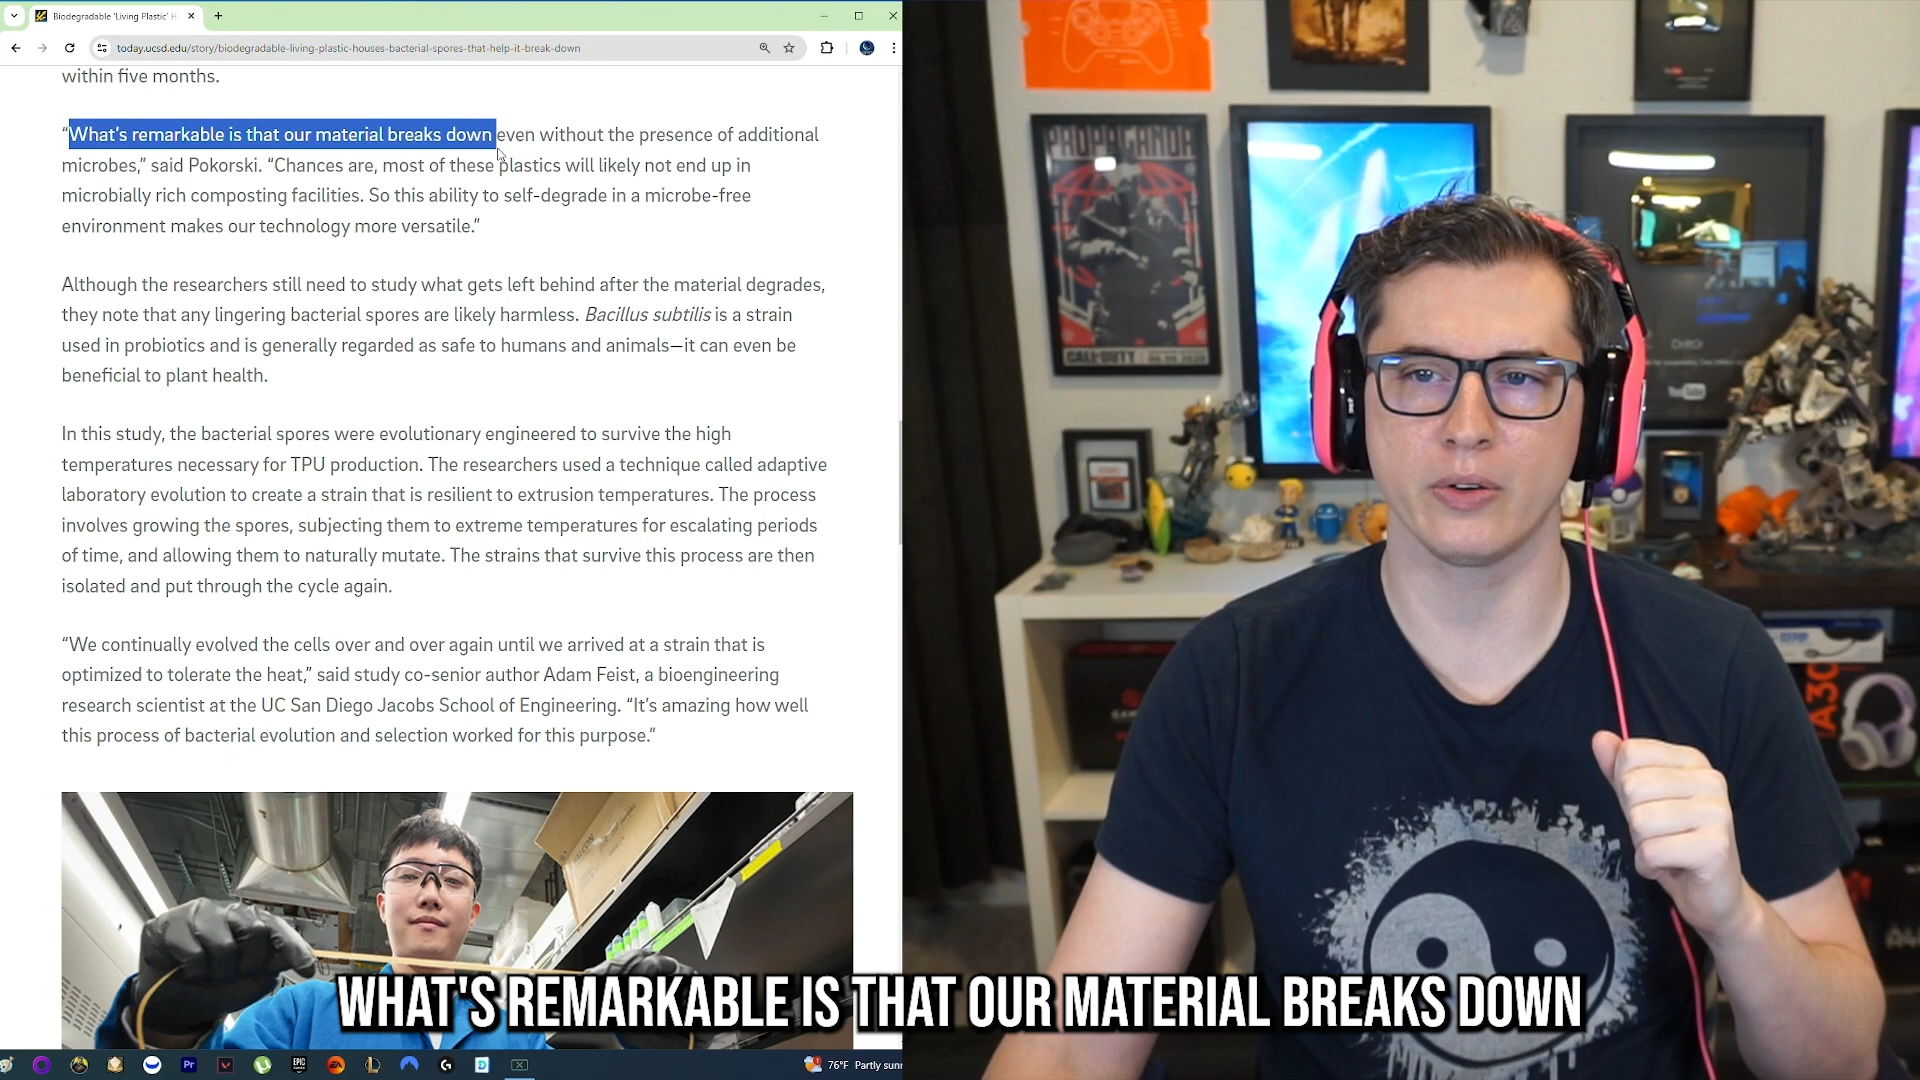 Biodegradable 'Living Plastic' H
today.ucsd.edu/story/biodegradable-living-plastic-houses-bacterial-spores-that-help-it-break-down
within five months.
“What’s remarkable is that our material breaks down even without the presence of additional
microbes,” said Pokorski. “Chances are, most of these plastics will likely not end up in
microbially rich composting facilities. So this ability to self-degrade in a microbe-free
environment makes our technology more versatile.”
Although the researchers still need to study what gets left behind after the material degrades,
they note that any lingering bacterial spores are likely harmless. Bacillus subtilis is a strain
used in probiotics and is generally regarded as safe to humans and animals—it can even be
beneficial to plant health.
In this study, the bacterial spores were evolutionary engineered to survive the high
temperatures necessary for TPU production. The researchers used a technique called adaptive
laboratory evolution to create a strain that is resilient to extrusion temperatures. The process
involves growing the spores, subjecting them to extreme temperatures for escalating periods
of time, and allowing them to naturally mutate. The strains that survive this process are then
isolated and put through the cycle again.
“We continually evolved the cells over and over again until we arrived at a strain that is
optimized to tolerate the heat,” said study co-senior author Adam Feist, a bioengineering
research scientist at the UC San Diego Jacobs School of Engineering. “It’s amazing how well
this process of bacterial evolution and selection worked for this purpose.”
PROPAGANDA
CALL OF DUTY
YouTube
A30
WHAT'S REMARKABLE IS THAT OUR MATERIAL BREAKS DOWN
Pr
EPIC
GAMES
EA
76°F Partly sunn